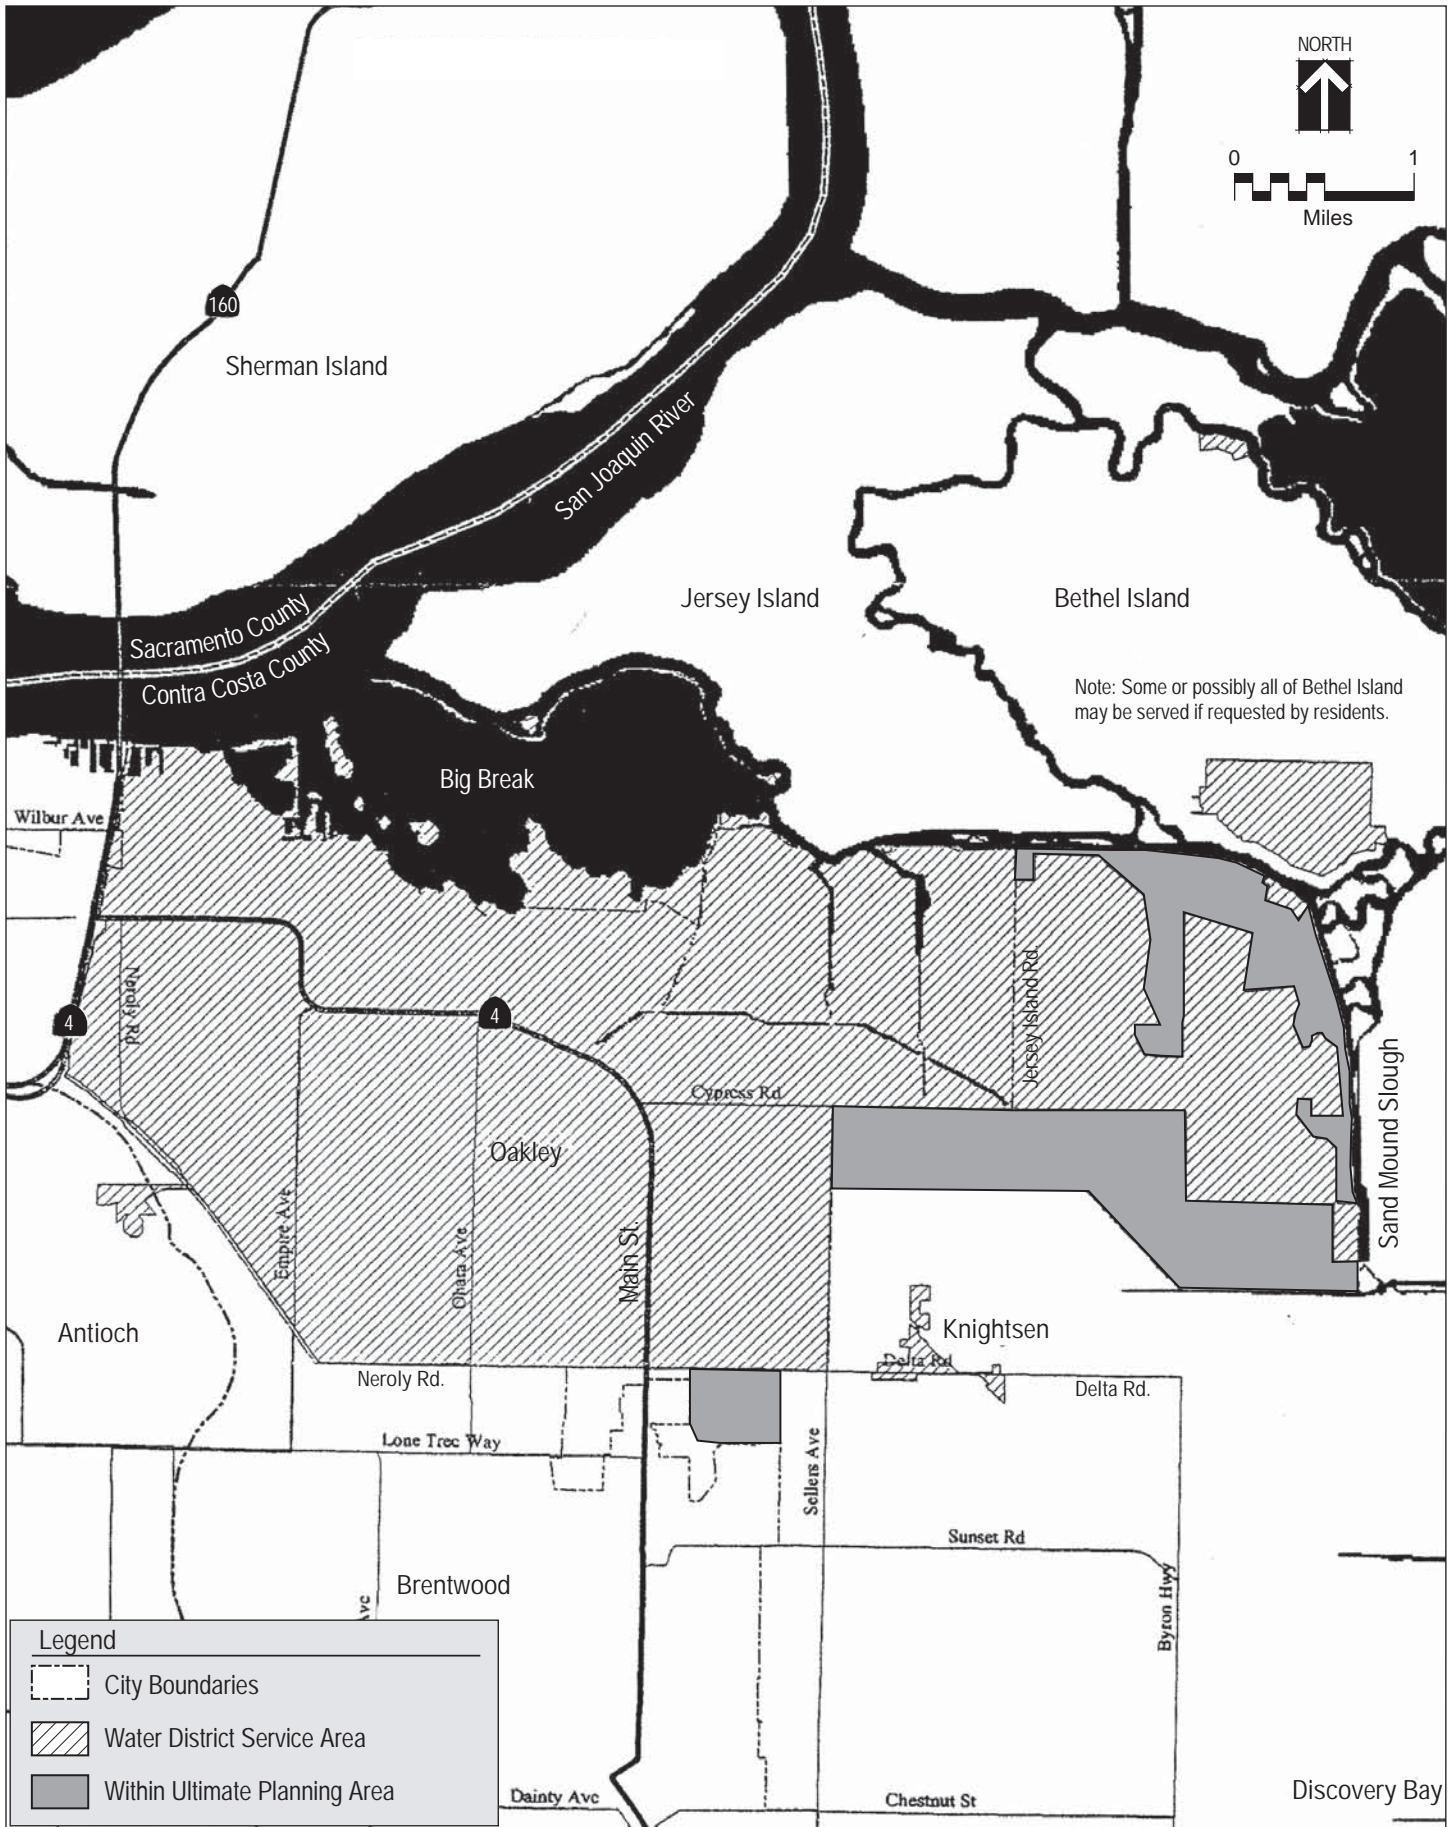 NORTH
0 1
Miles
160
Sherman Island
San Joaquin River
Jersey Island
Bethel Island
Sacramento County
Contra Costa County
Note: Some or possibly all of Bethel Island
may be served if requested by residents.
Big Break
Wilbur Ave
Neroly Rd
4
4
Jersey Island Rd.
Cypress Rd
Sand Mound Slough
Oakley
Empire Ave
Ohara Ave
Main St.
Antioch
Knightsen
Delta Rd
Neroly Rd.
Delta Rd.
Lone Tree Way
Sellers Ave
Sunset Rd
Brentwood
Byron Hwy
Legend
City Boundaries
Water District Service Area
Within Ultimate Planning Area
Dainty Ave
Chestnut St
Discovery Bay